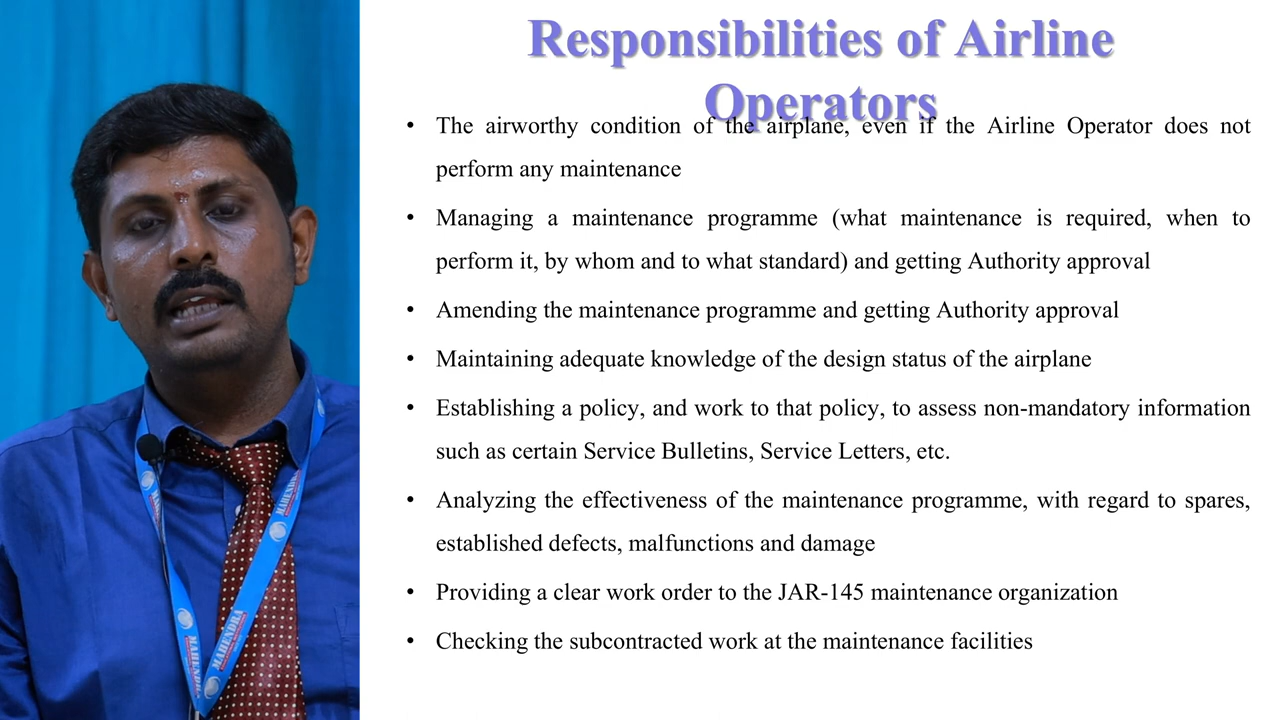 Responsibilities of Airline
Operators
• The airworthy condition of the airplane, even if the Airline Operator does not
perform any maintenance
• Managing a maintenance programme (what maintenance is required, when to
perform it, by whom and to what standard) and getting Authority approval
• Amending the maintenance programme and getting Authority approval
• Maintaining adequate knowledge of the design status of the airplane
• Establishing a policy, and work to that policy, to assess non-mandatory information
such as certain Service Bulletins, Service Letters, etc.
• Analyzing the effectiveness of the maintenance programme, with regard to spares,
established defects, malfunctions and damage
• Providing a clear work order to the JAR-145 maintenance organization
• Checking the subcontracted work at the maintenance facilities
MAHENDRA
MAHENDRA